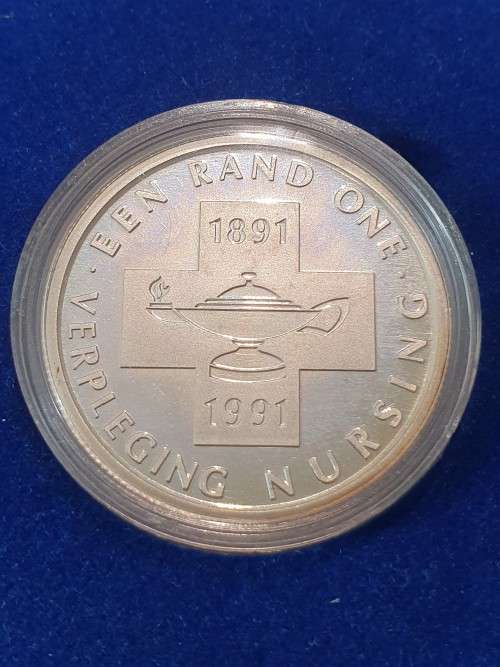 EEN RAND ONE · NURSING VERPLEGING ·
1891
1991